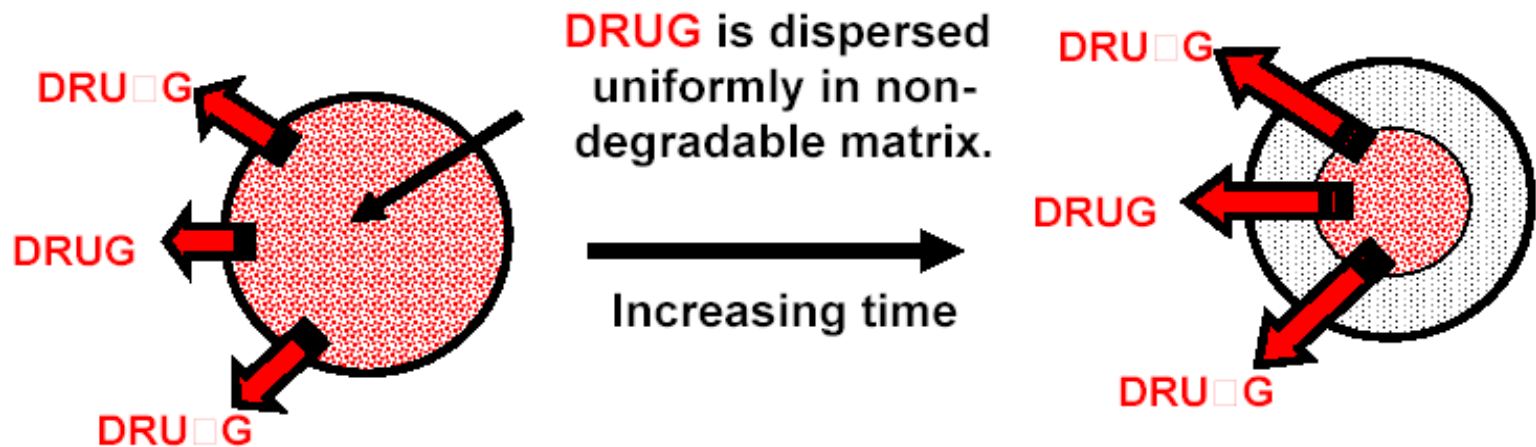 DRU□G
DRUG
DRU□G
DRUG is dispersed
uniformly in non-
degradable matrix.
Increasing time
DRU□G
DRUG
DRU□G